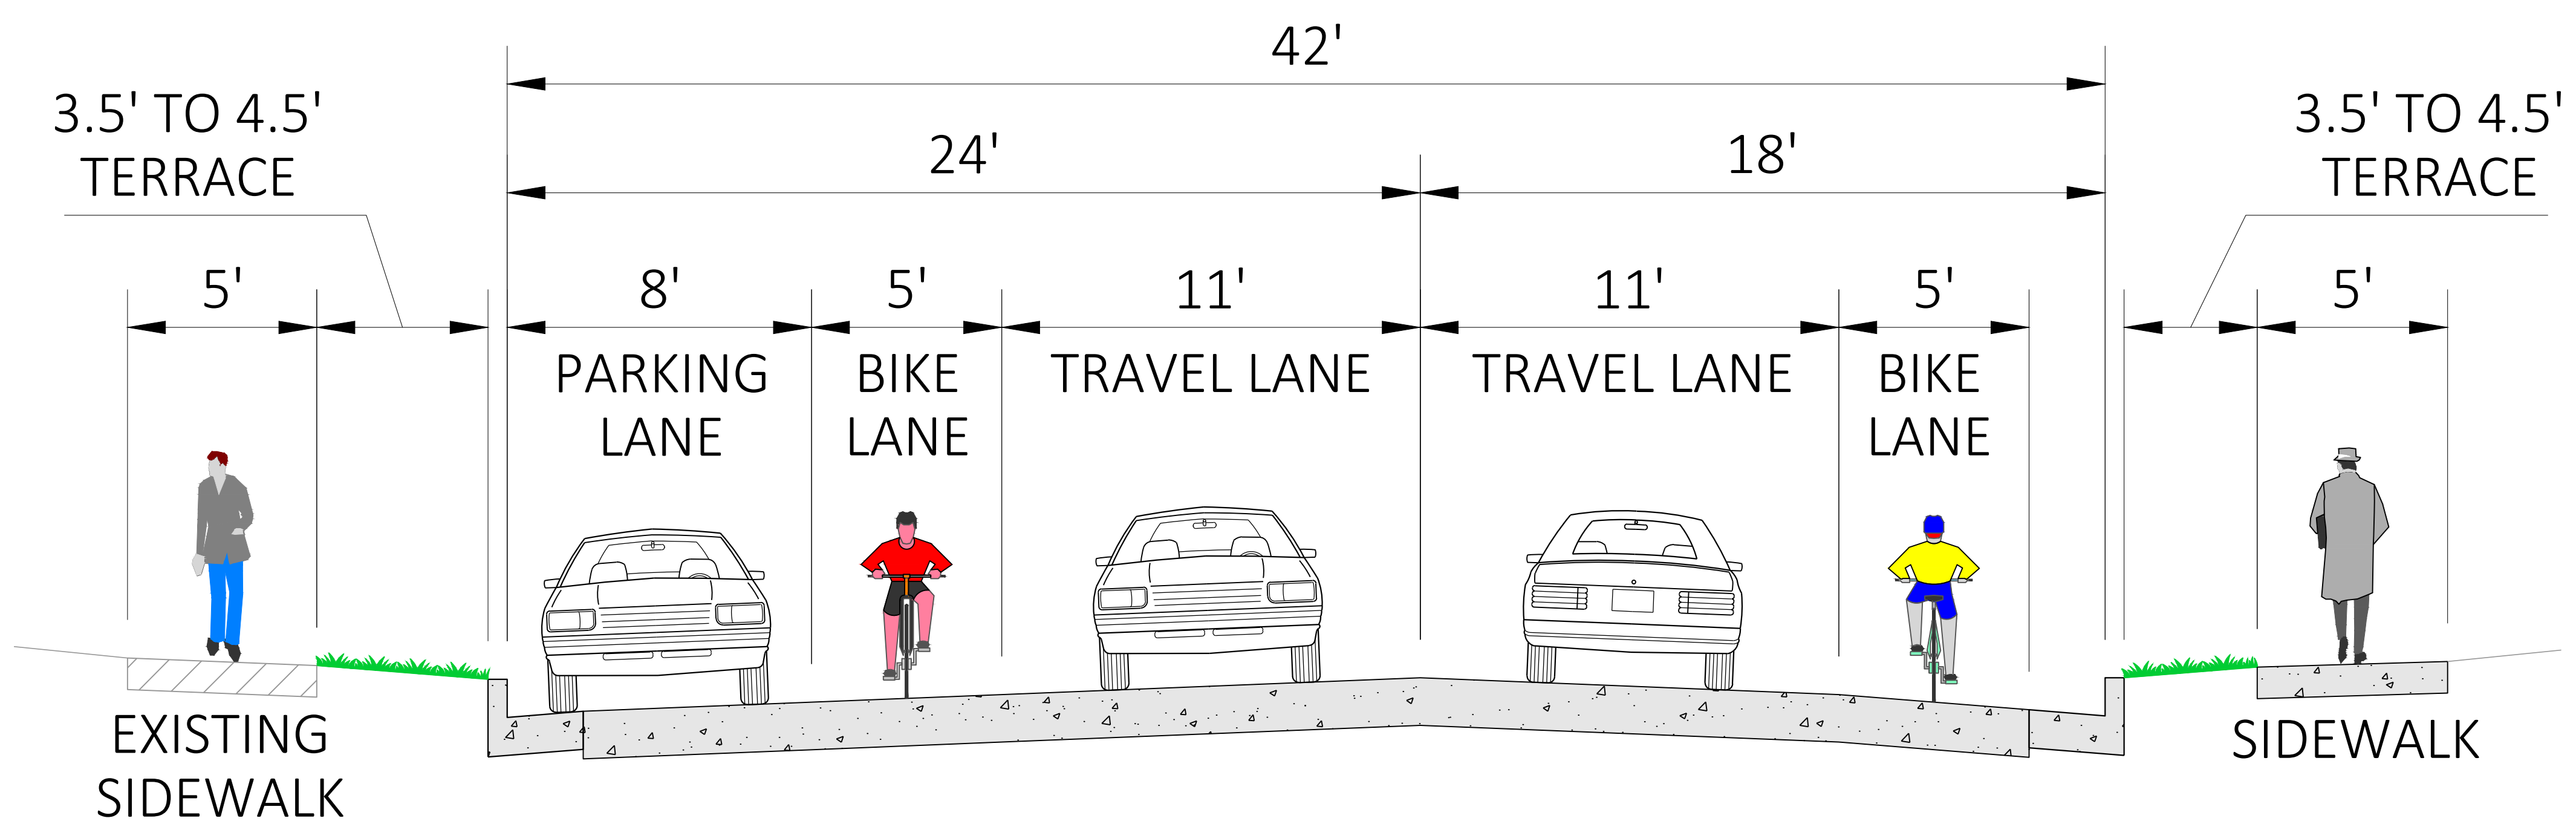 42'
3.5' TO 4.5'
TERRACE
24'
18'
3.5' TO 4.5'
TERRACE
5'
8'
5'
11'
11'
5'
5'
PARKING
LANE
BIKE
LANE
TRAVEL LANE
TRAVEL LANE
BIKE
LANE
EXISTING
SIDEWALK
SIDEWALK